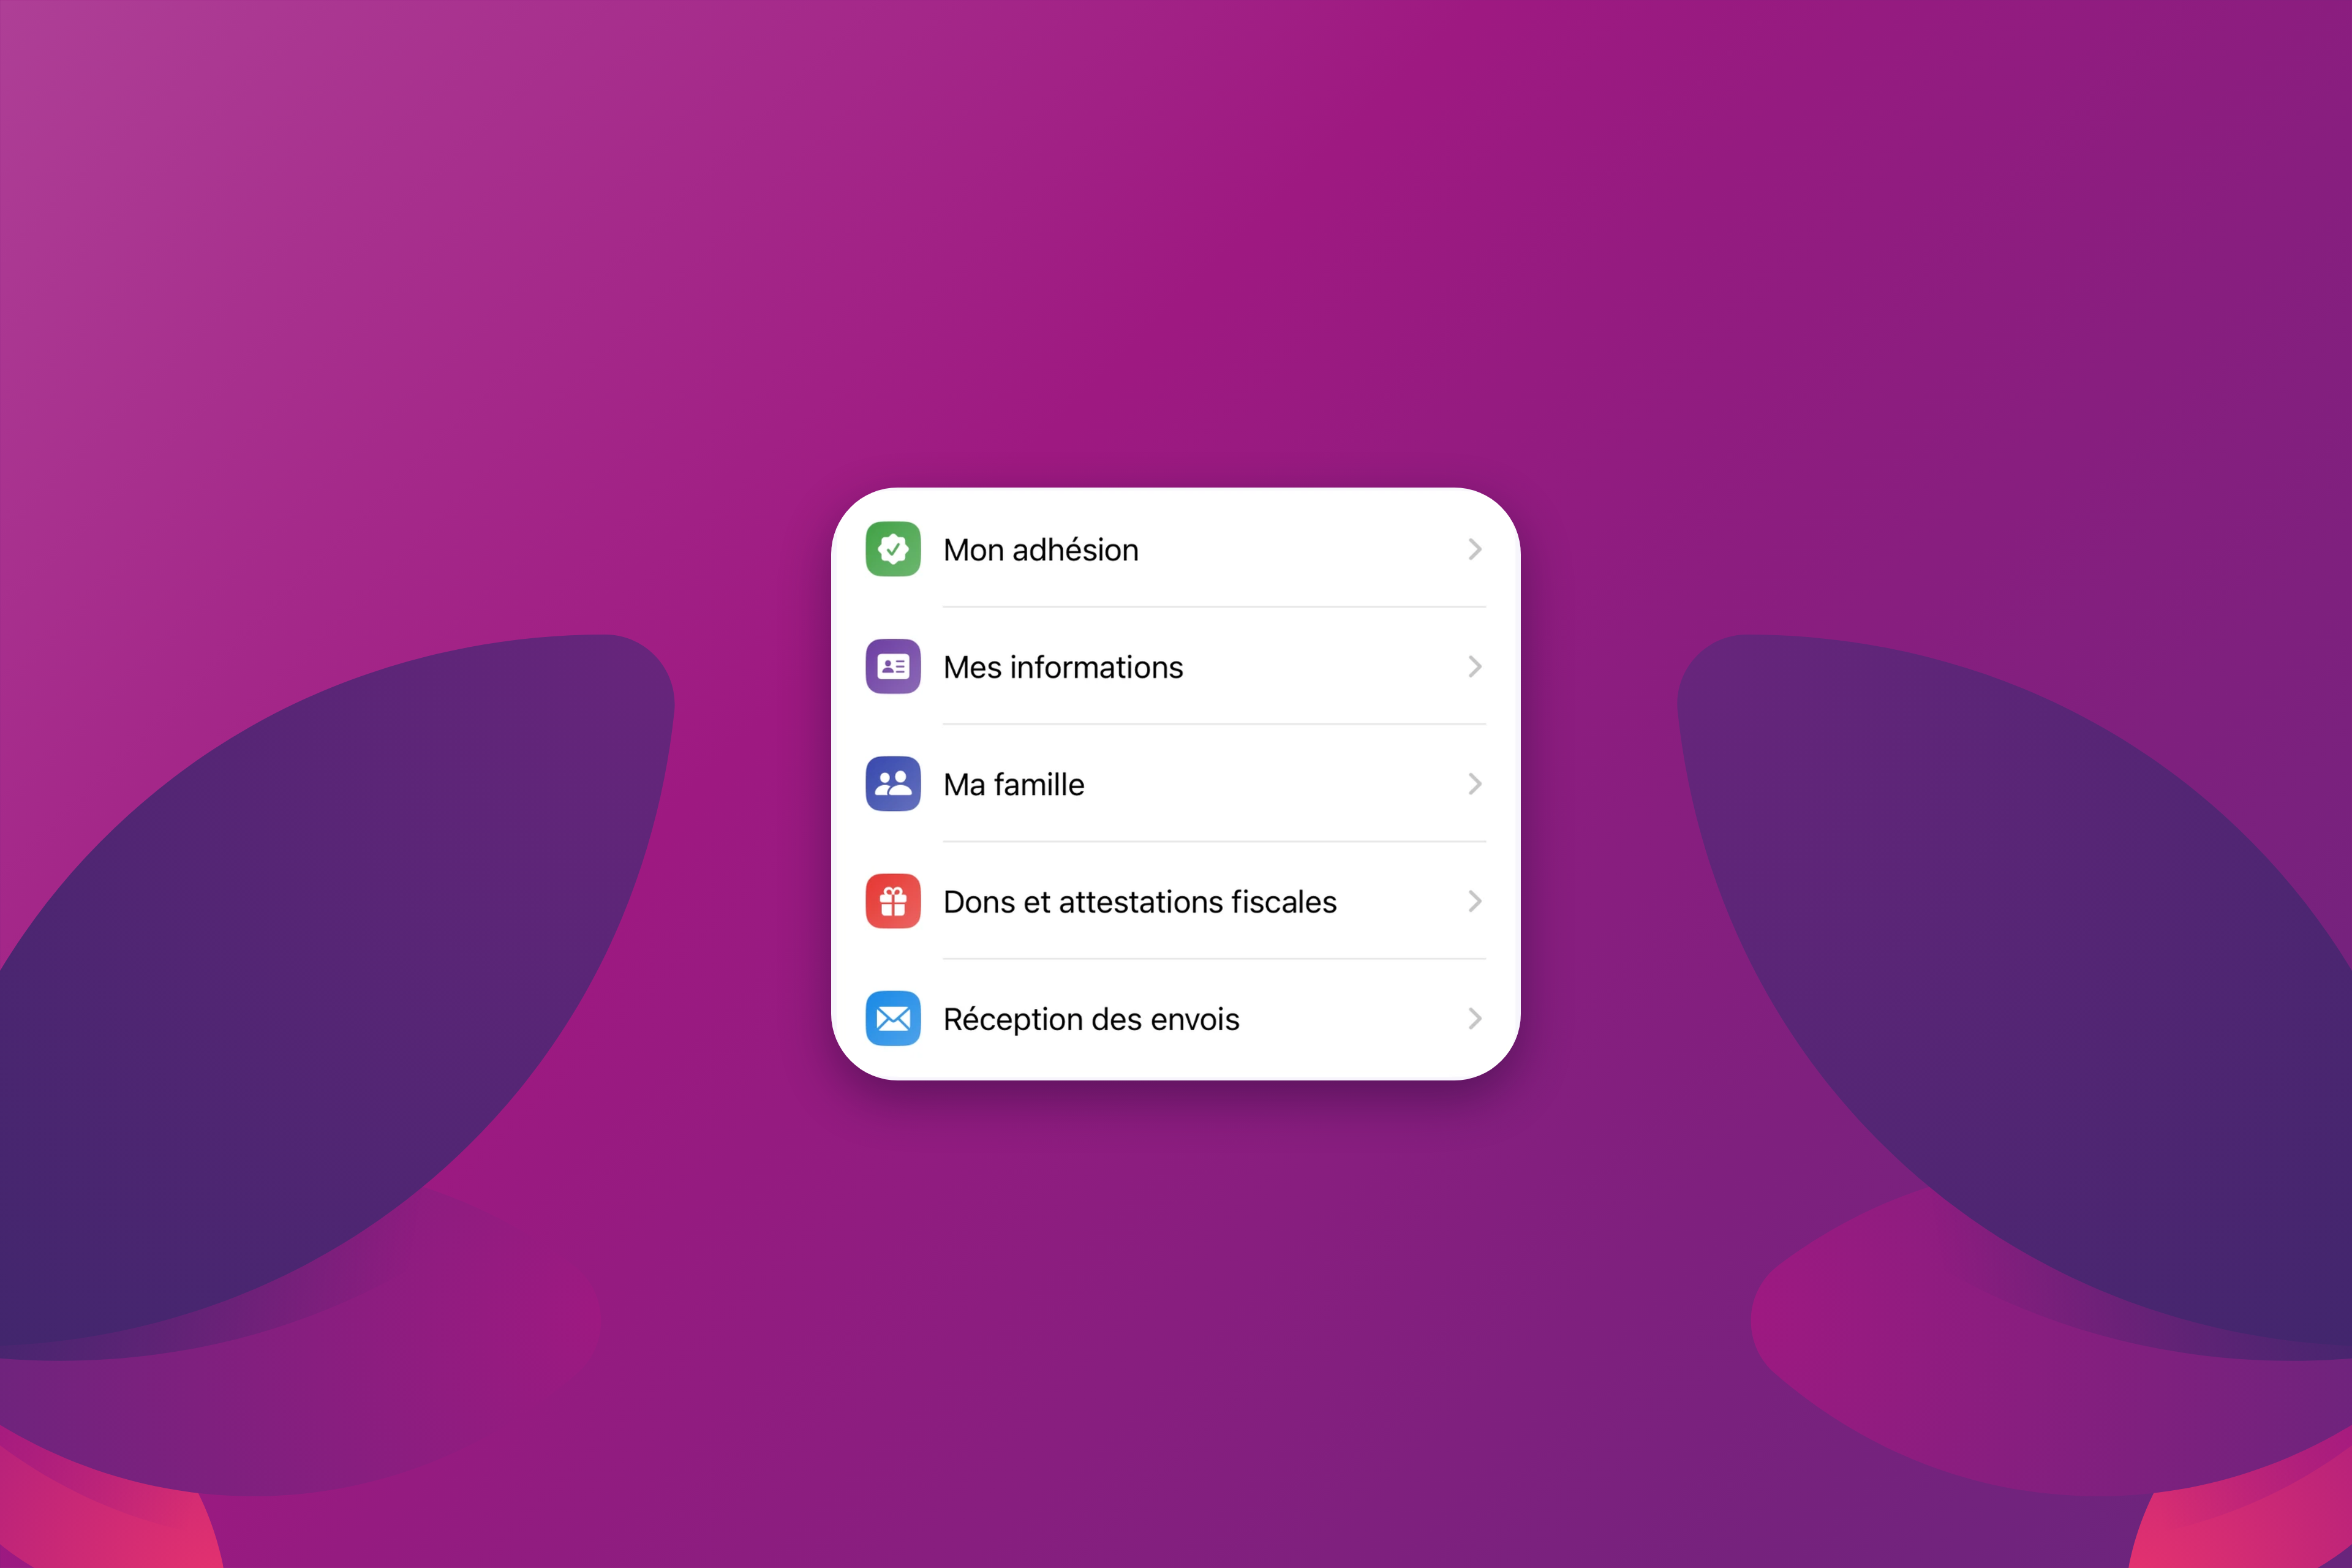 Mon adhésion
Mes informations
Ma famille
Dons et attestations fiscales
Réception des envois